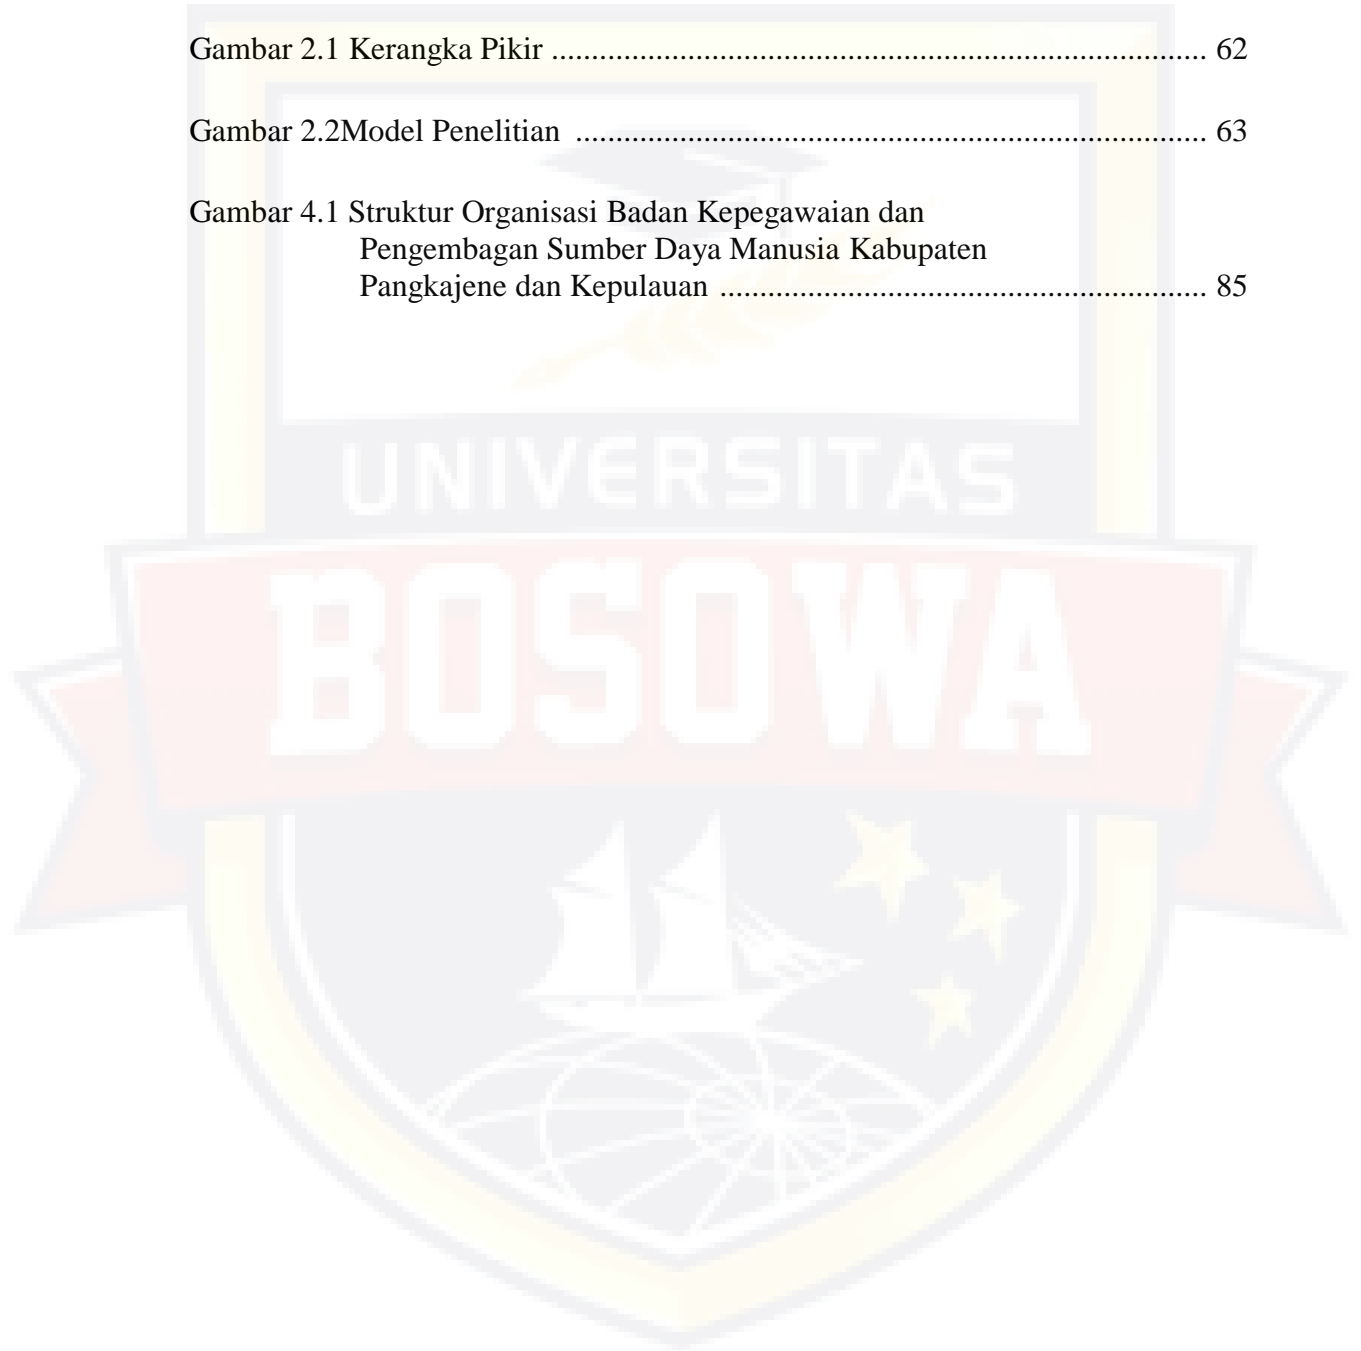 Gambar 2.1 Kerangka Pikir .......................................................................... 62
Gambar 2.2Model Penelitian ....................................................................... 63
Gambar 4.1 Struktur Organisasi Badan Kepegawaian dan
Pengembagan Sumber Daya Manusia Kabupaten
Pangkajene dan Kepulauan ....................................................... 85
UNIVERSITAS
BOSOWA